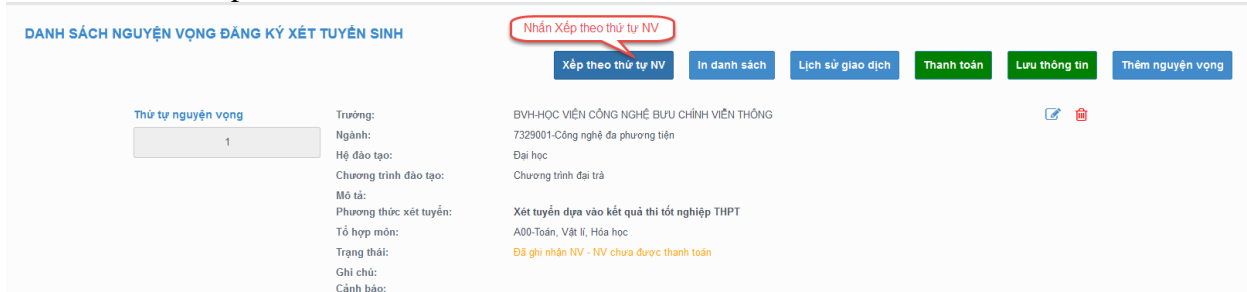 DANH SÁCH NGUYỆN VỌNG ĐĂNG KÝ XÉT TUYỂN SINH
Nhấn Xếp theo thứ tự NV
Xếp theo thứ tự NV In danh sách Lịch sử giao dịch Thanh toán Lưu thông tin Thêm nguyện vọng
Thứ tự nguyện vọng
1
Trường: BVH-HỌC VIỆN CÔNG NGHỆ BƯU CHÍNH VIỄN THÔNG
Ngành: 7329001-Công nghệ đa phương tiện
Hệ đào tạo: Đại học
Chương trình đào tạo: Chương trình đại trà
Mô tả:
Phương thức xét tuyển: Xét tuyển dựa vào kết quả thi tốt nghiệp THPT
Tổ hợp môn: A00-Toán, Vật lí, Hóa học
Trạng thái: Đã ghi nhận NV - NV chưa được thanh toán
Ghi chú:
Cảnh báo: